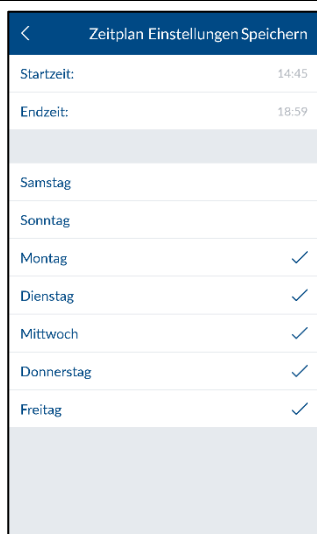 Zeitplan Einstellungen Speichern
Startzeit: 14:45
Endzeit: 18:59
Samstag
Sonntag
Montag
Dienstag
Mittwoch
Donnerstag
Freitag